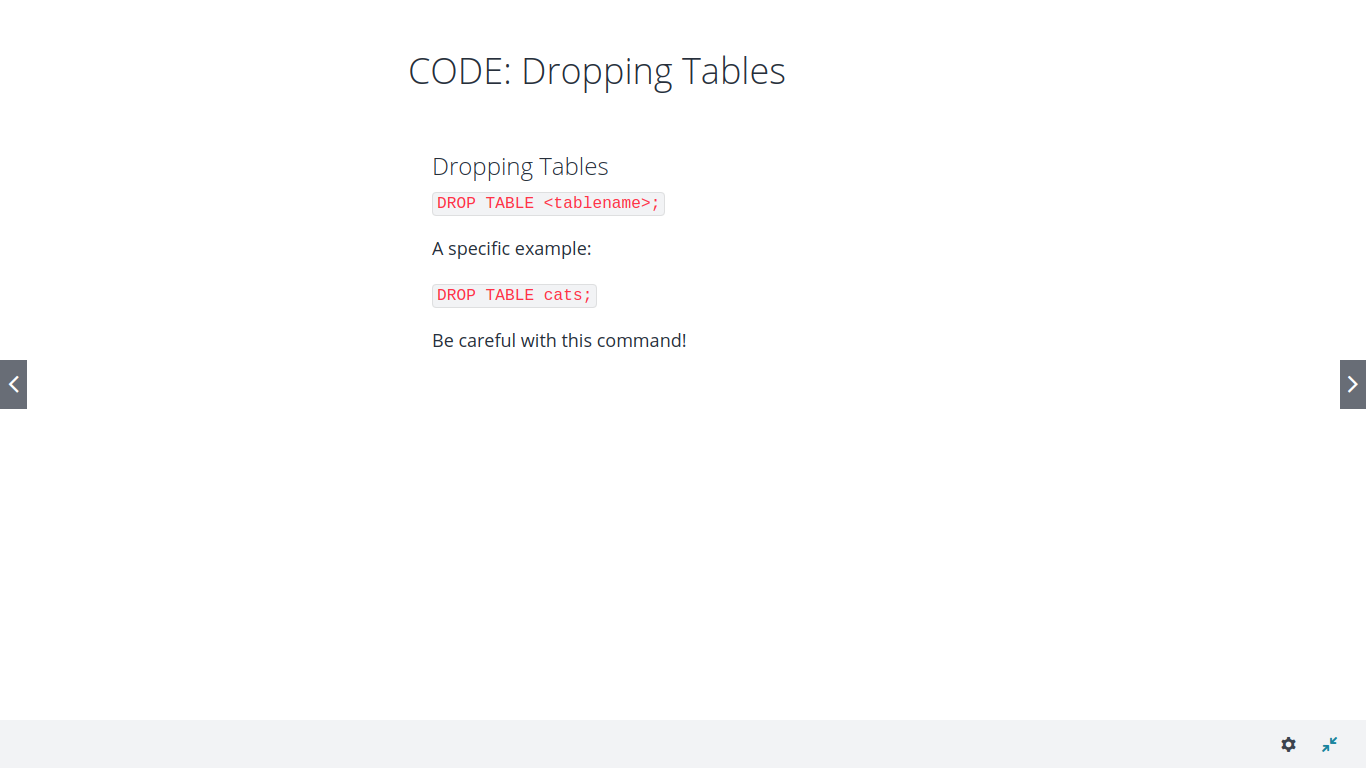 CODE: Dropping Tables
Dropping Tables
DROP TABLE <tablename>;
A specific example:
DROP TABLE cats;
Be careful with this command!